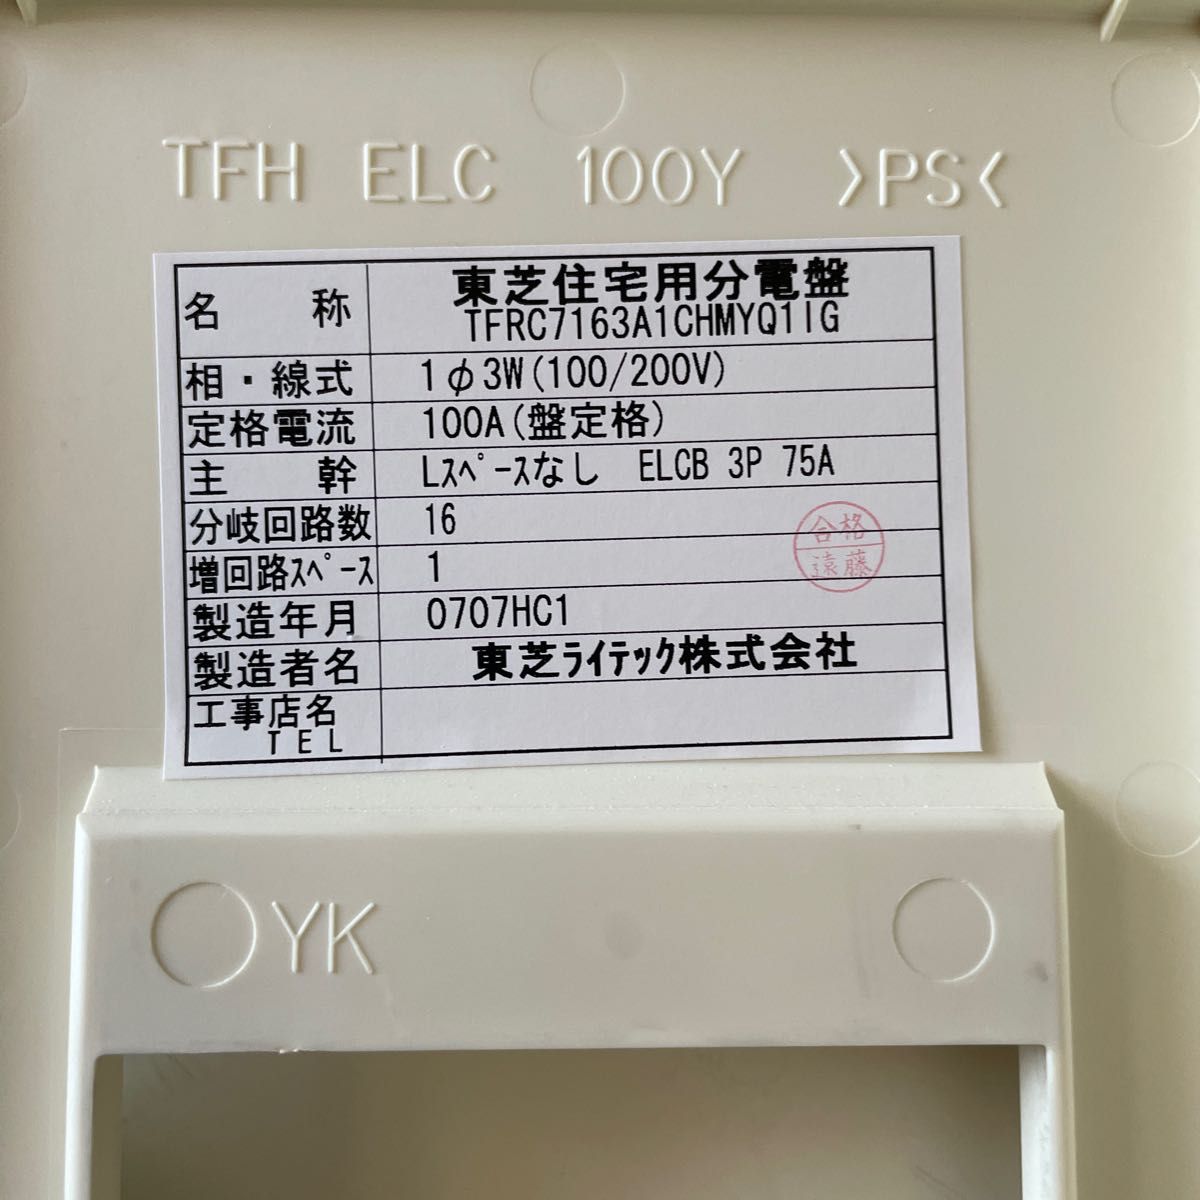 TFH ELC 100Y >PS<
名称 東芝住宅用分電盤
TFRC7163A1CHMYQ1IG
相・線式 1φ3W(100/200V)
定格電流 100A(盤定格)
主幹 Lｽﾍﾟｰｽなし ELCB 3P 75A
分岐回路数 16
増回路ｽﾍﾟｰｽ 1
合格
遠藤
製造年月 0707HC1
製造者名 東芝ライテック株式会社
工事店名
TEL
YK